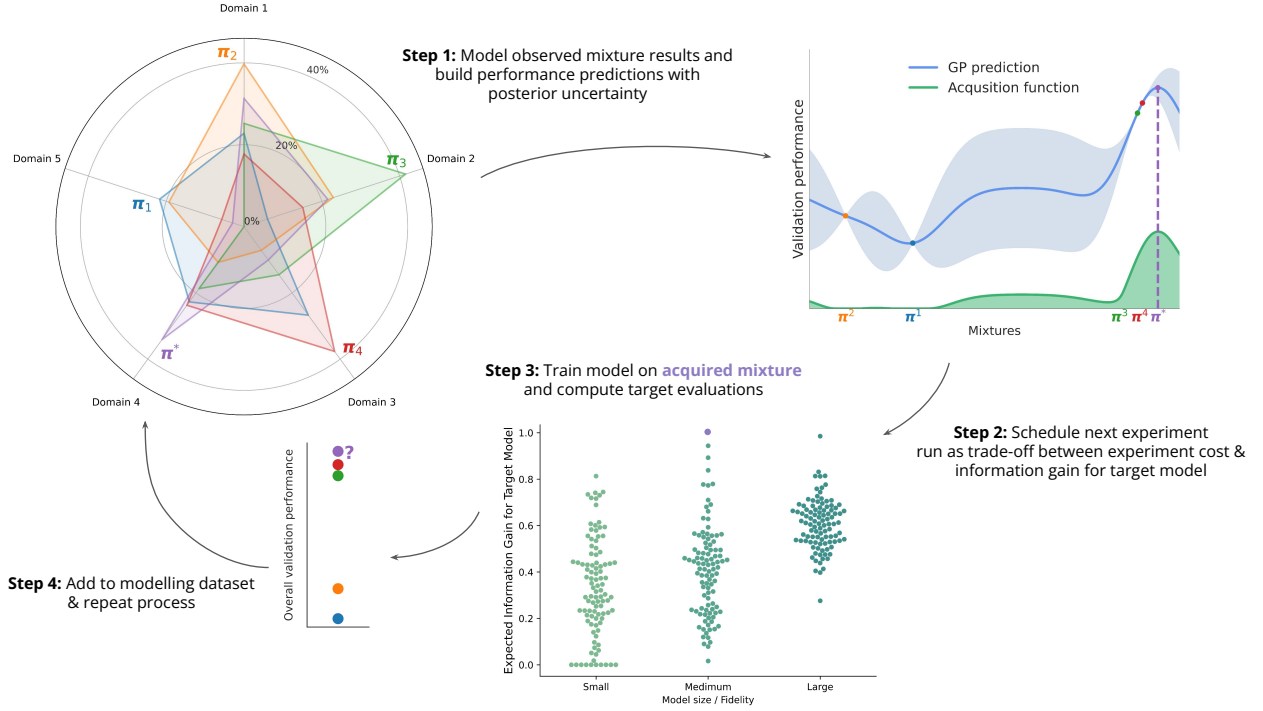 Domain 1
π2
40%
20%
0%
Domain 5
Domain 2
π3
π1
π4
π*
Domain 4
Domain 3
Step 1: Model observed mixture results and
build performance predictions with
posterior uncertainty
GP prediction
Acqusition function
Validation performance
π2
π1
π3
π4
π*
Mixtures
Step 2: Schedule next experiment
run as trade-off between experiment cost &
information gain for target model
Step 3: Train model on acquired mixture
and compute target evaluations
Expected Information Gain for Target Model
1.0
0.8
0.6
0.4
0.2
0.0
Small
Medimum
Large
Model size / Fidelity
?
Overall validation performance
Step 4: Add to modelling dataset
& repeat process